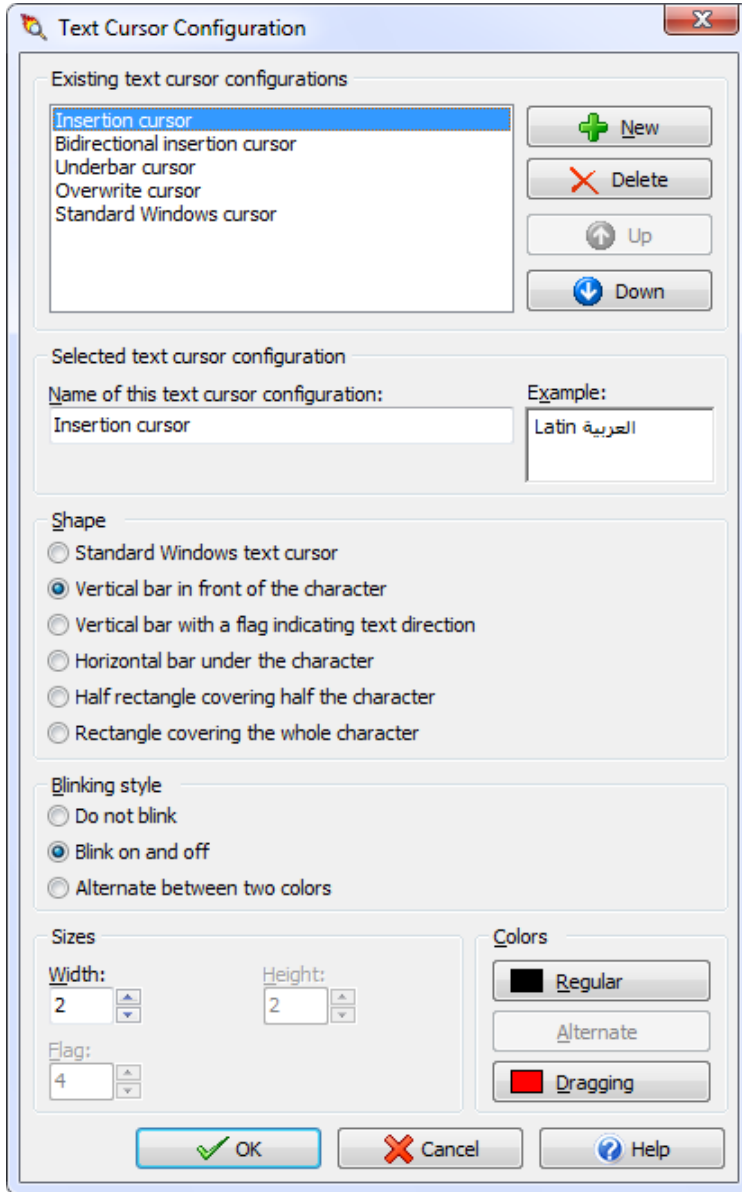 Text Cursor Configuration
Existing text cursor configurations
Insertion cursor
Bidirectional insertion cursor
Underbar cursor
Overwrite cursor
Standard Windows cursor
New
Delete
Up
Down
Selected text cursor configuration
Name of this text cursor configuration:
Insertion cursor
Example:
Latin العربية
Shape
Standard Windows text cursor
Vertical bar in front of the character
Vertical bar with a flag indicating text direction
Horizontal bar under the character
Half rectangle covering half the character
Rectangle covering the whole character
Blinking style
Do not blink
Blink on and off
Alternate between two colors
Sizes
Width:
2
Height:
2
Flag:
4
Colors
Regular
Alternate
Dragging
OK
Cancel
Help